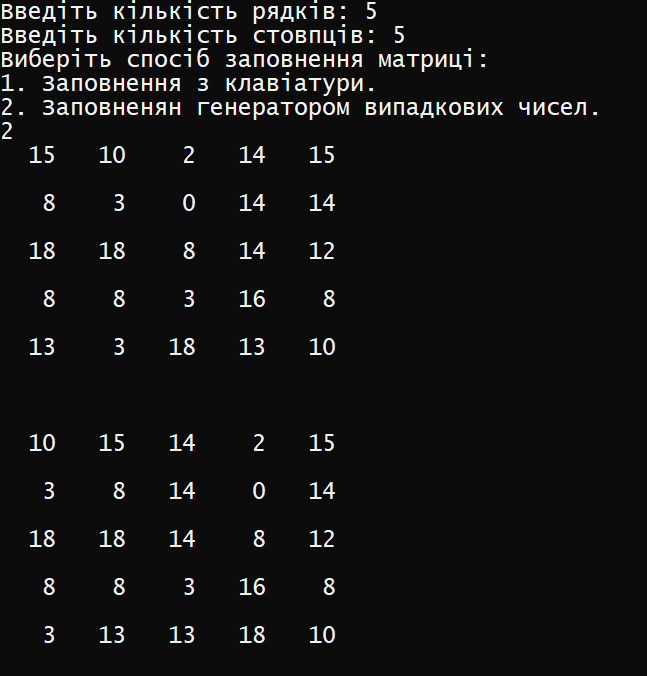 Введіть кількість рядків: 5
Введіть кількість стовпців: 5
Виберіть спосіб заповнення матриці:
1. Заповнення з клавіатури.
2. Заповненян генератором випадкових чисел.
2
15 10 2 14 15
8 3 0 14 14
18 18 8 14 12
8 8 3 16 8
13 3 18 13 10
10 15 14 2 15
3 8 14 0 14
18 18 14 8 12
8 8 3 16 8
3 13 13 18 10